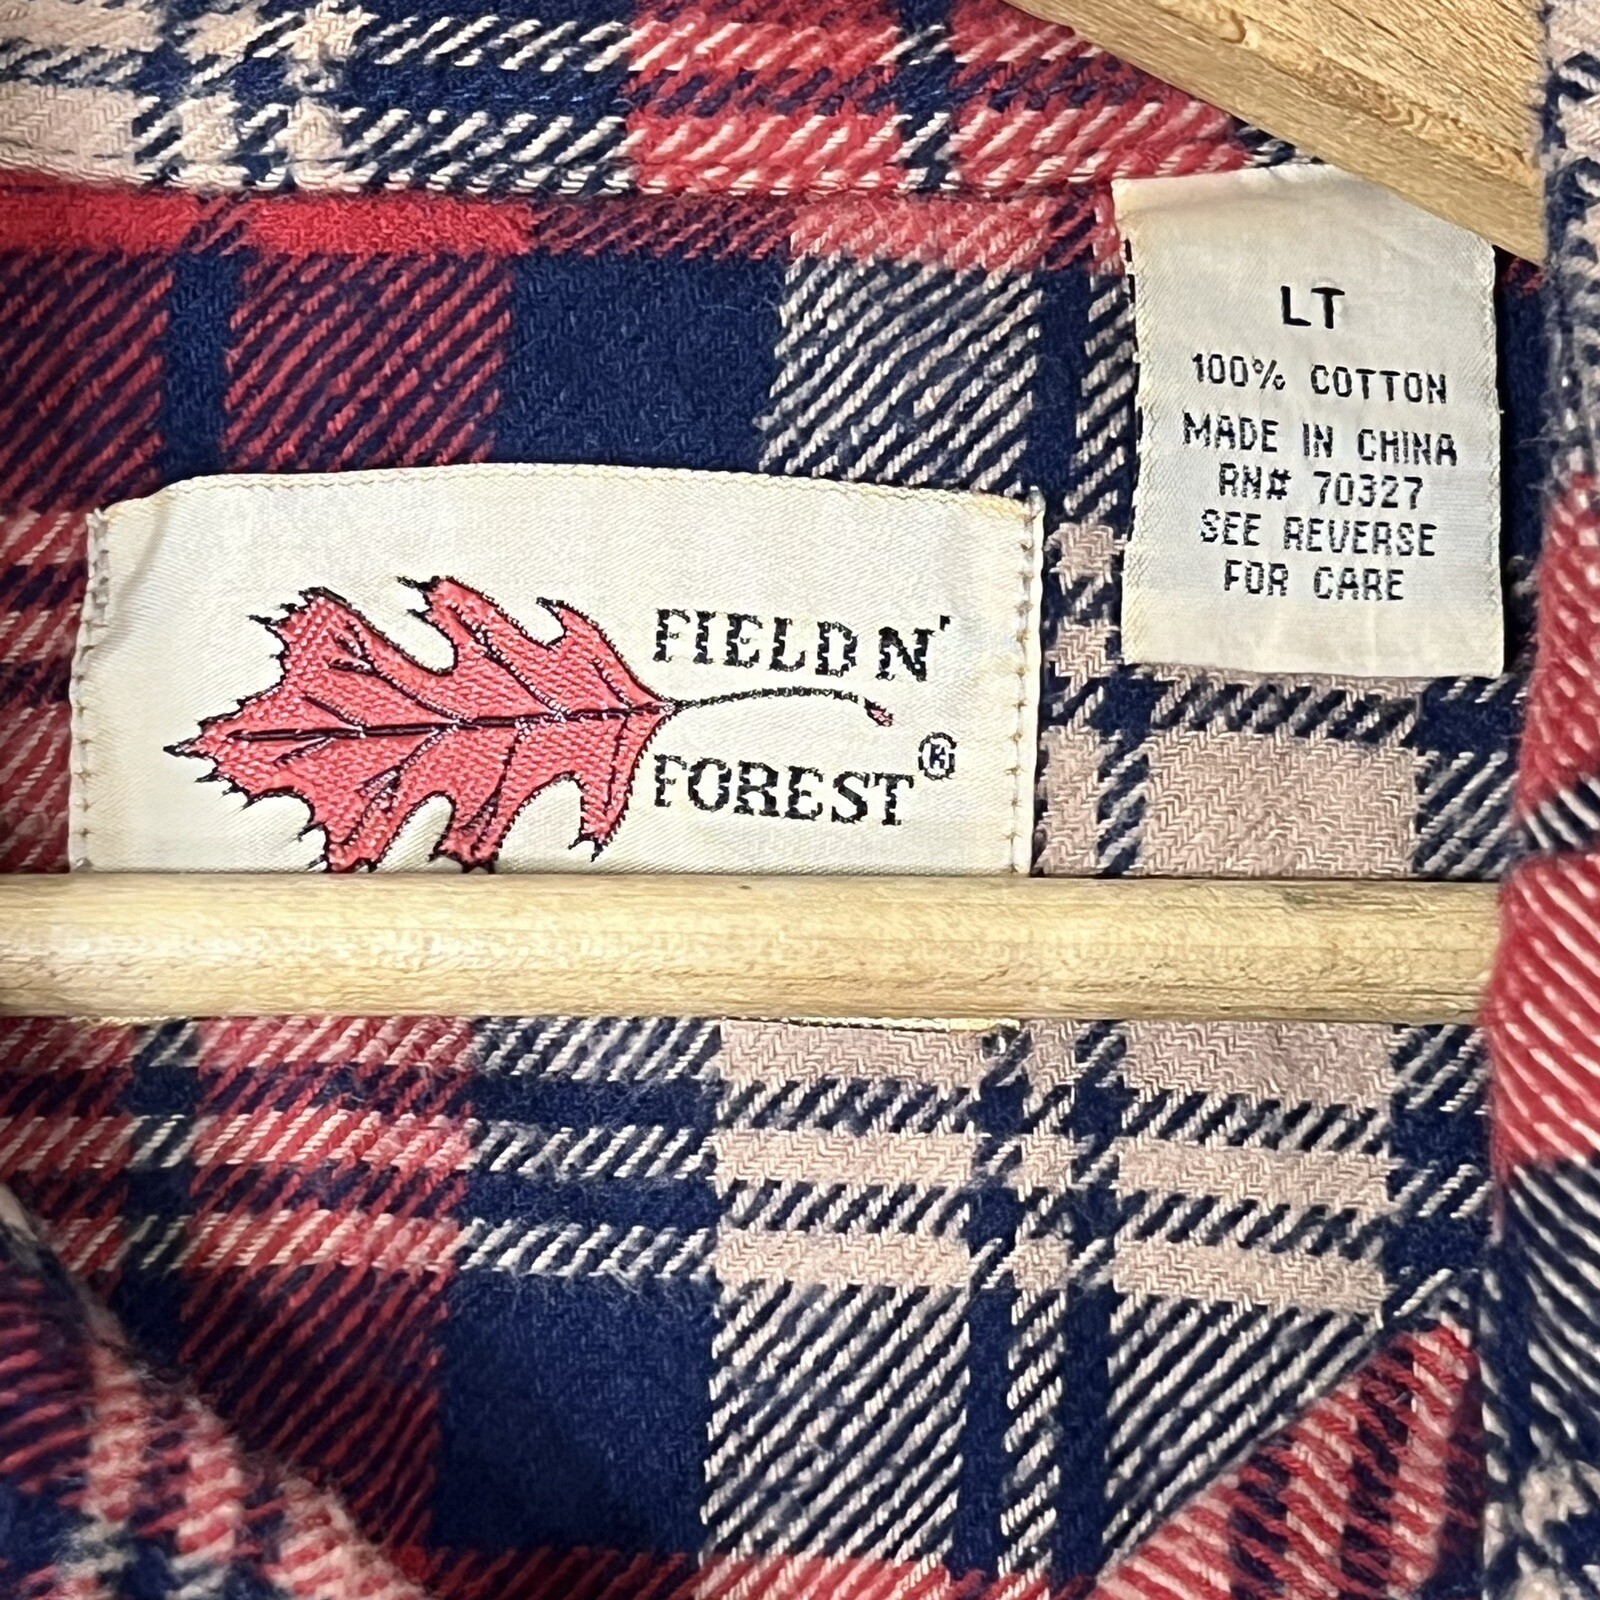 FIELD N'
FOREST®
LT
100% COTTON
MADE IN CHINA
RN# 70327
SEE REVERSE
FOR CARE